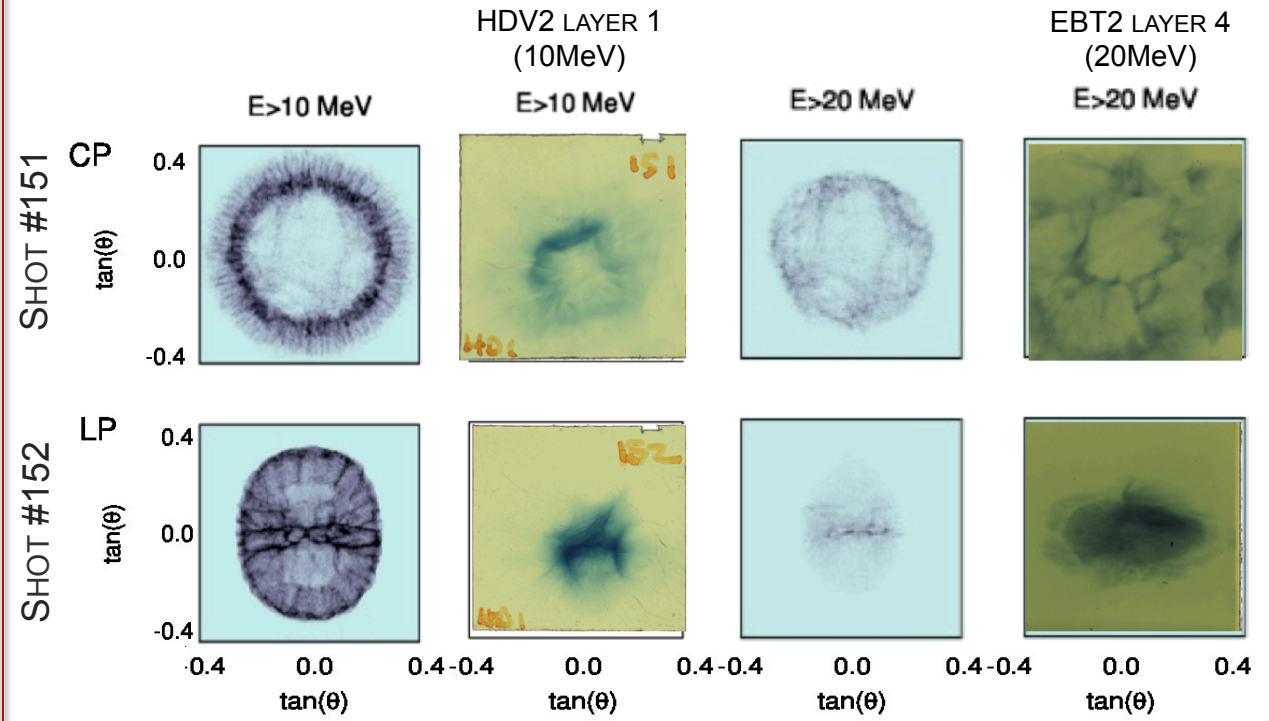 HDV2 LAYER 1
(10MeV)
EBT2 LAYER 4
(20MeV)
E>10 MeV
E>10 MeV
E>20 MeV
E>20 MeV
SHOT #151
CP
0.4
0.0
-0.4
tan(θ)
151
HD1
SHOT #152
LP
0.4
0.0
-0.4
tan(θ)
152
HD1
-0.4 0.0 0.4
-0.4 0.0 0.4
-0.4 0.0 0.4
-0.4 0.0 0.4
tan(θ)
tan(θ)
tan(θ)
tan(θ)